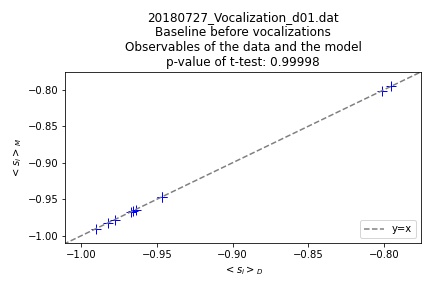 20180727_Vocalization_d01.dat
Baseline before vocalizations
Observables of the data and the model
p-value of t-test: 0.99998
< s_i >_M
−0.80
−0.85
−0.90
−0.95
−1.00
y=x
−1.00 −0.95 −0.90 −0.85 −0.80
< s_i >_D